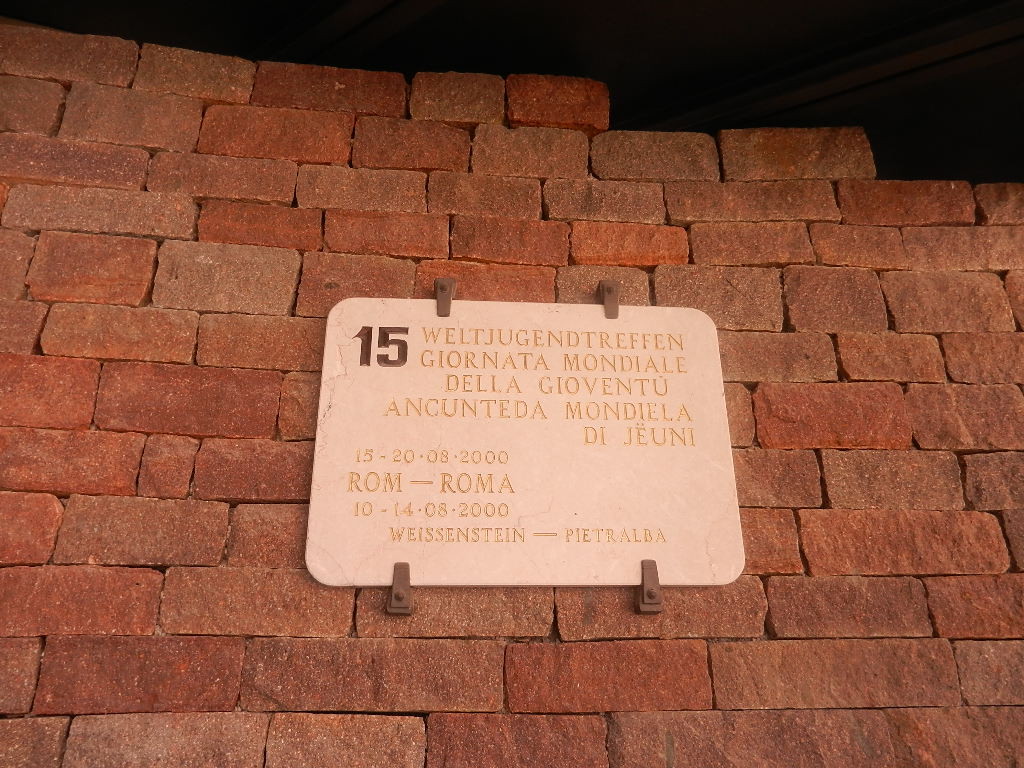 15 WELTJUGENDTREFFEN
GIORNATA MONDIALE
DELLA GIOVENTÙ
ANCUNTEDA MONDIELA
DI JËUNI
15-20·08·2000
ROM — ROMA
10-14·08·2000
WEISSENSTEIN — PIETRALBA